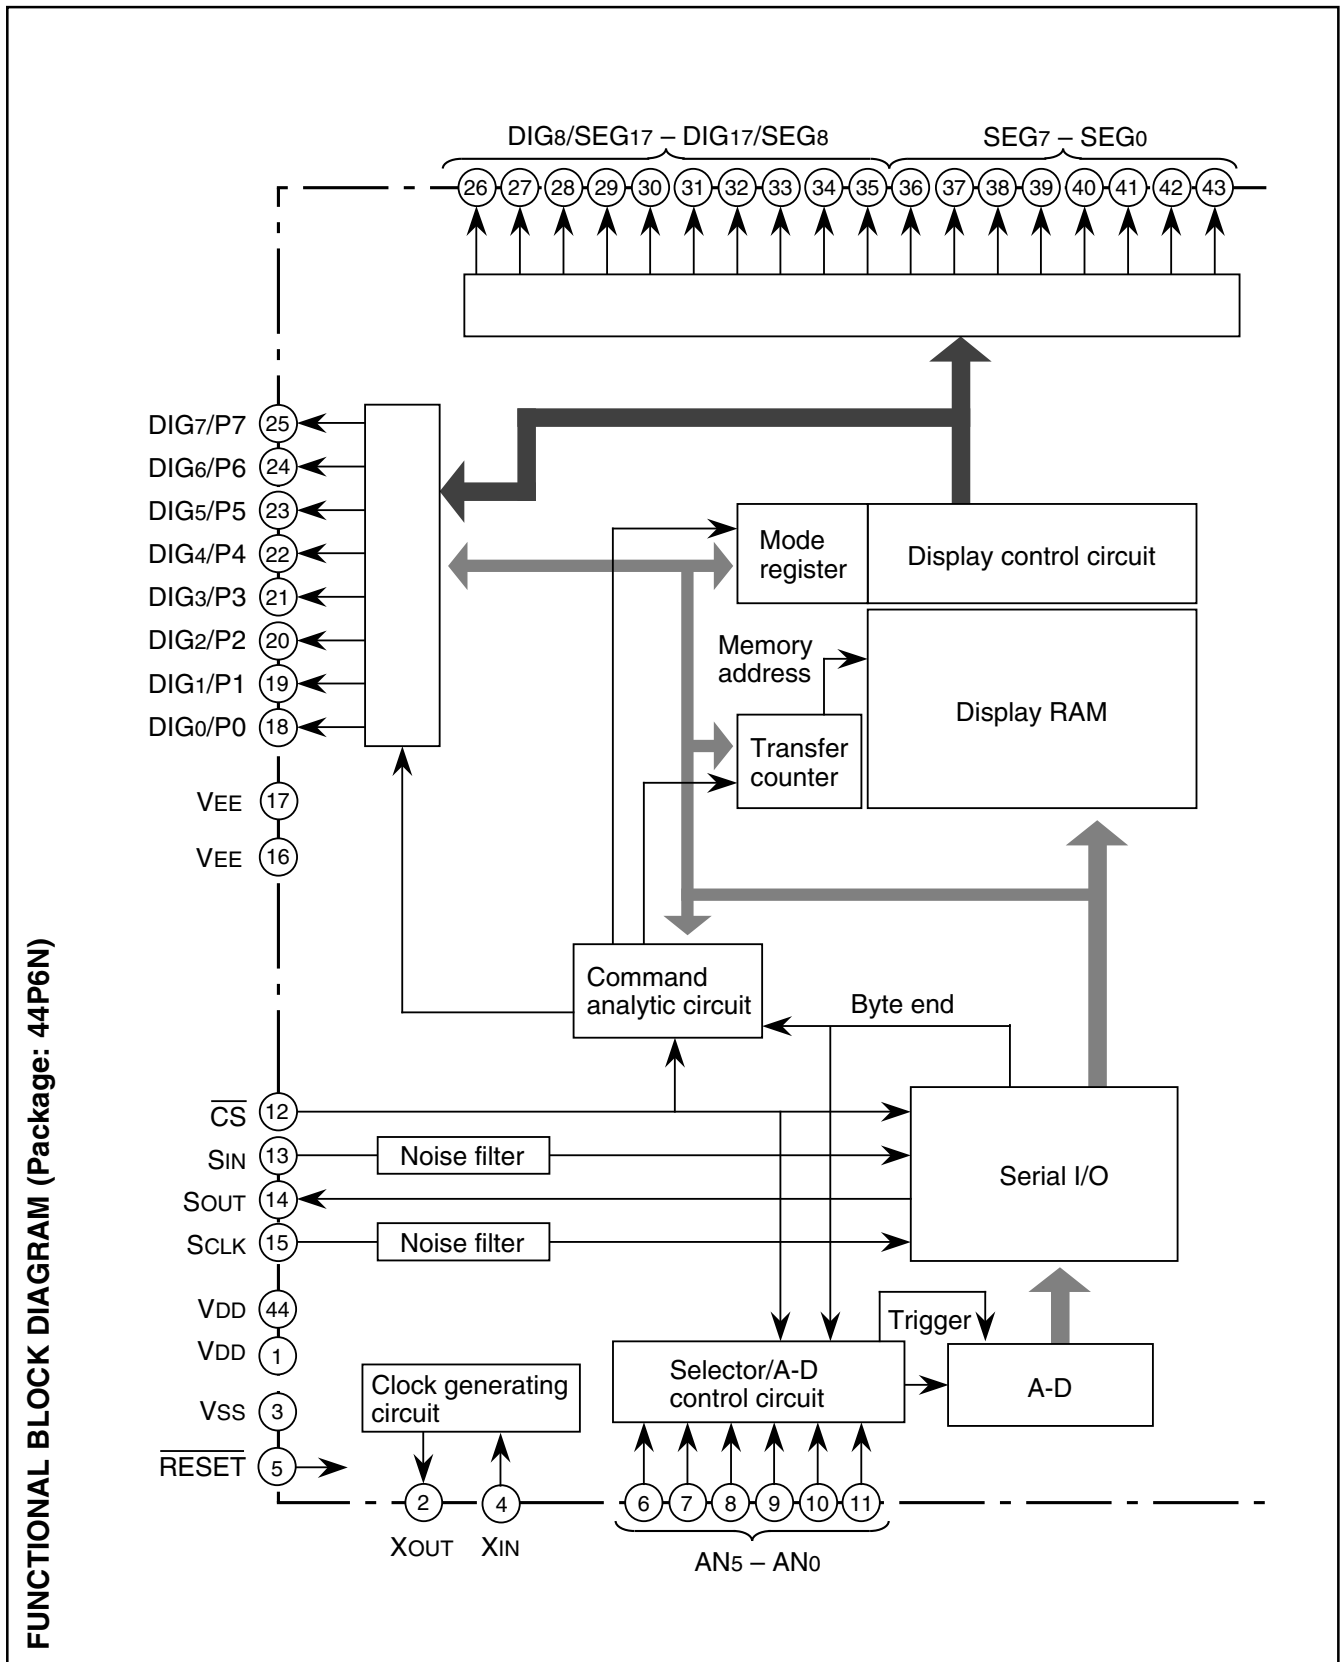 FUNCTIONAL BLOCK DIAGRAM (Package: 44P6N)
DIG8/SEG17 – DIG17/SEG8
SEG7 – SEG0
26 27 28 29 30 31 32 33 34 35 36 37 38 39 40 41 42 43
DIG7/P7 25
DIG6/P6 24
DIG5/P5 23
DIG4/P4 22
DIG3/P3 21
DIG2/P2 20
DIG1/P1 19
DIG0/P0 18
Mode
register
Display control circuit
Memory
address
Display RAM
Transfer
counter
VEE 17
VEE 16
Command
analytic circuit
Byte end
CS 12
SIN 13
Noise filter
SOUT 14
SCLK 15
Noise filter
Serial I/O
VDD 44
VDD 1
VSS 3
RESET 5
Clock generating
circuit
Selector/A-D
control circuit
Trigger
A-D
2 4 6 7 8 9 10 11
XOUT XIN
AN5 – AN0